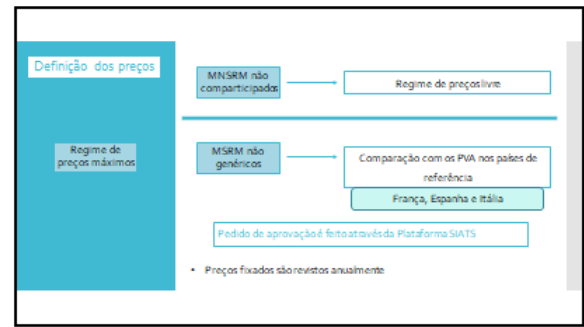 Definição dos preços
MNSRM não
comparticipados
Regime de preços livre
Regime de
preços máximos
MSRM não
genéricos
Comparação com os PVA nos países de
referência
França, Espanha e Itália
Pedido de aprovação é feito através da Plataforma SIATS
• Preços fixados são revistos anualmente